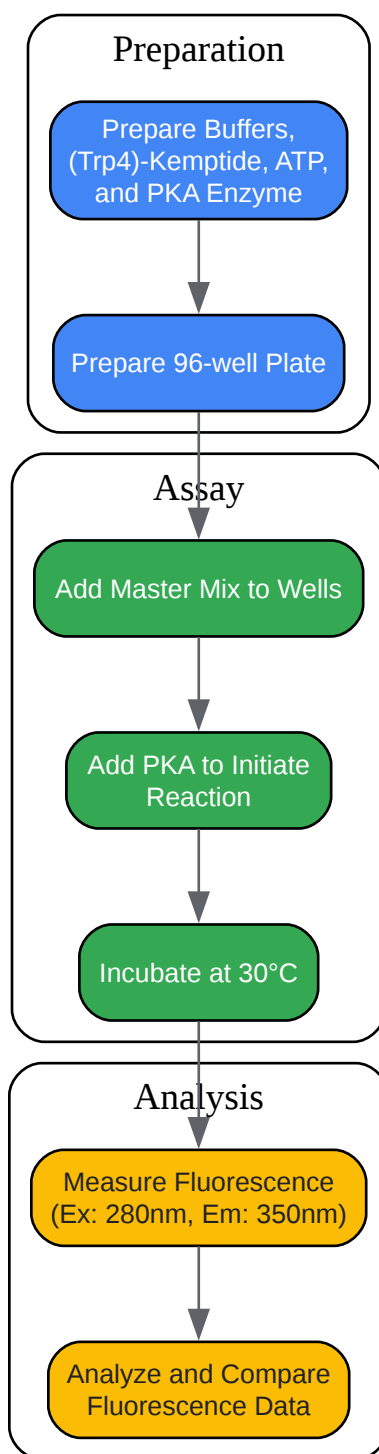 Preparation
Prepare Buffers,
(Trp4)-Kemptide, ATP,
and PKA Enzyme
Prepare 96-well Plate
Assay
Add Master Mix to Wells
Add PKA to Initiate
Reaction
Incubate at 30°C
Analysis
Measure Fluorescence
(Ex: 280nm, Em: 350nm)
Analyze and Compare
Fluorescence Data